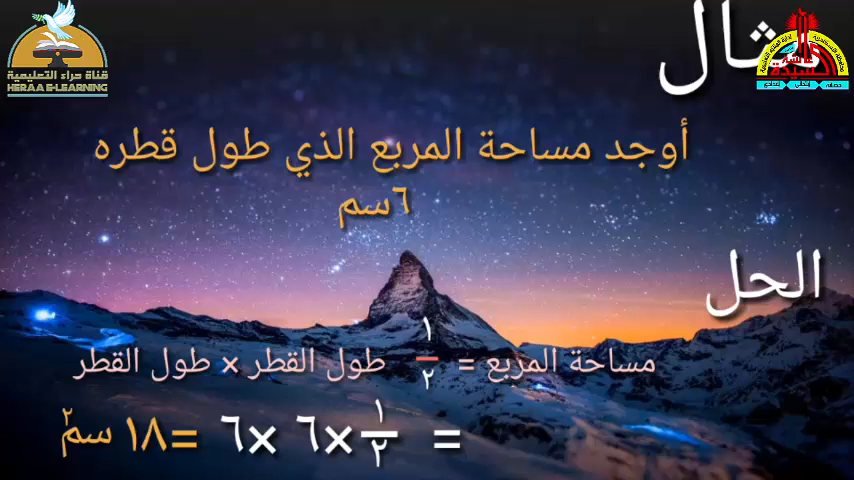 مثال
قناة حراء التعليمية
HERAA E-LEARNING
أوجد مساحة المربع الذي طول قطره
٦سم
الحل
مساحة المربع = ١/٢ طول القطر × طول القطر
= ١/٢ ×٦ ×٦ =١٨ سم٢